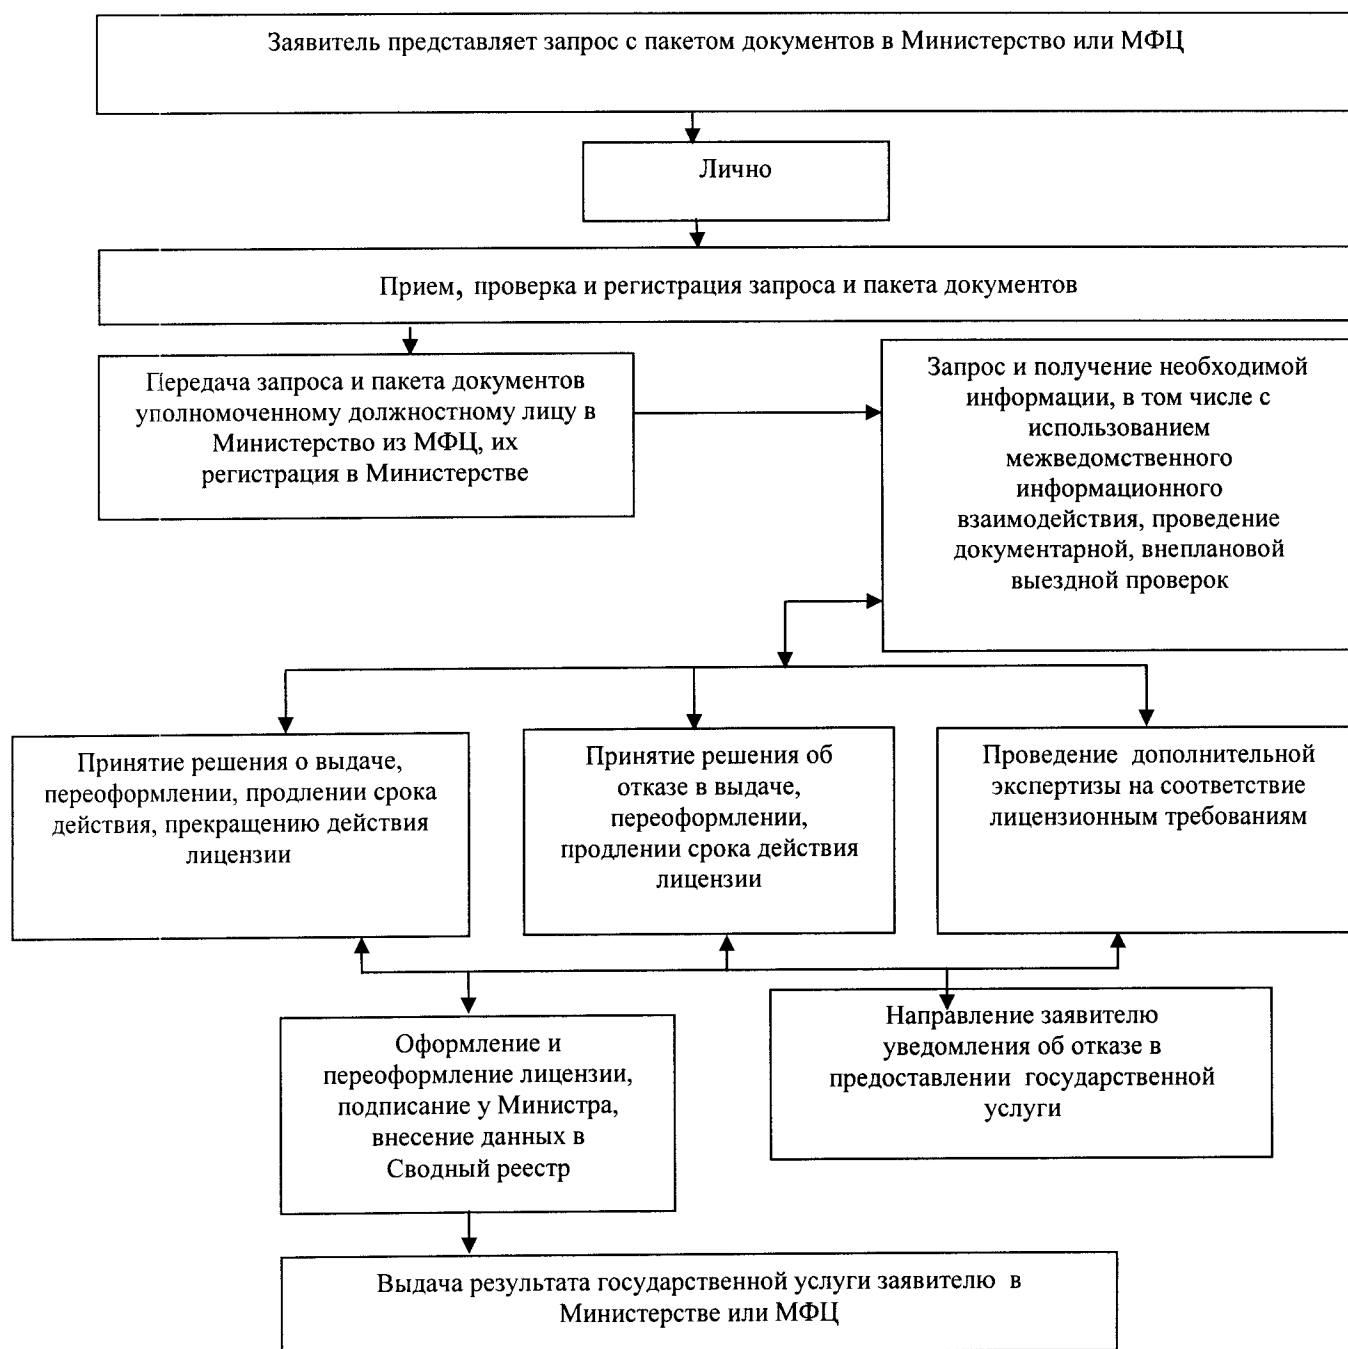 Заявитель представляет запрос с пакетом документов в Министерство или МФЦ
Лично
Прием, проверка и регистрация запроса и пакета документов
Передача запроса и пакета документов
уполномоченному должностному лицу в
Министерство из МФЦ, их
регистрация в Министерстве
Запрос и получение необходимой
информации, в том числе с
использованием
межведомственного
информационного
взаимодействия, проведение
документарной, внеплановой
выездной проверок
Принятие решения о выдаче,
переоформлении, продлении срока
действия, прекращению действия
лицензии
Принятие решения об
отказе в выдаче,
переоформлении,
продлении срока действия
лицензии
Проведение дополнительной
экспертизы на соответствие
лицензионным требованиям
Оформление и
переоформление лицензии,
подписание у Министра,
внесение данных в
Сводный реестр
Направление заявителю
уведомления об отказе в
предоставлении государственной
услуги
Выдача результата государственной услуги заявителю в
Министерстве или МФЦ